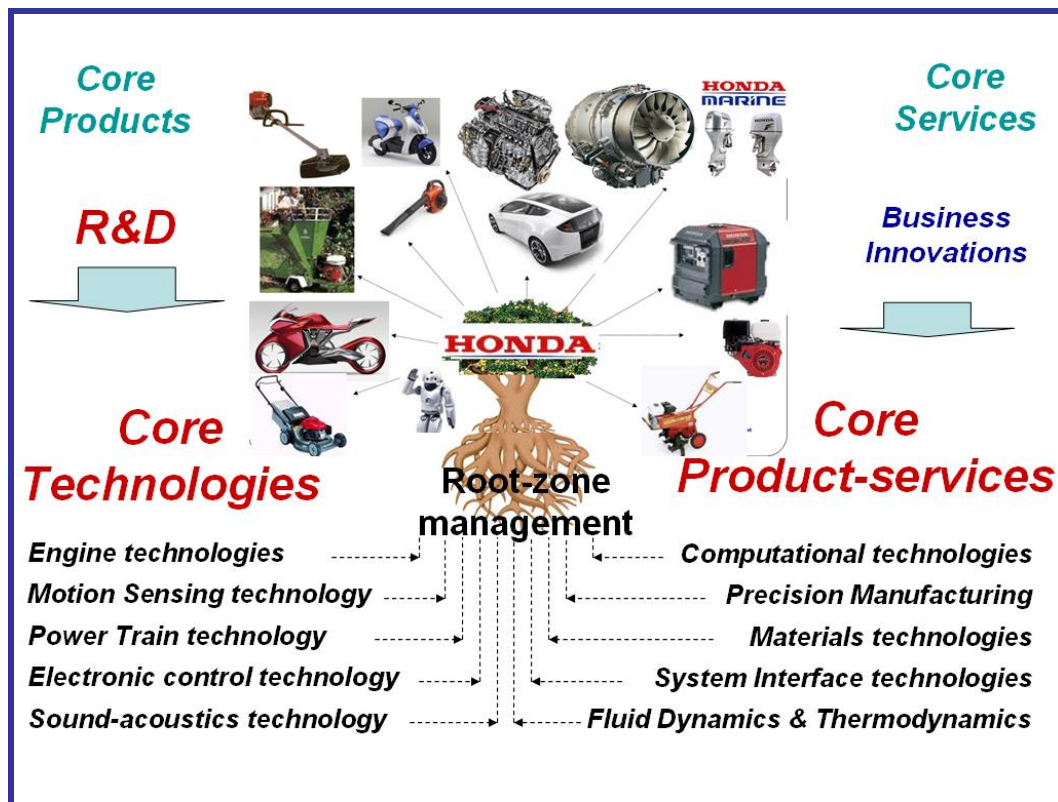 Core
Products
HONDA
MARINE
Core
Services
R&D
Business
Innovations
HONDA
Core
Technologies
Core
Product-services
Root-zone
management
Engine technologies
Motion Sensing technology
Power Train technology
Electronic control technology
Sound-acoustics technology
Computational technologies
Precision Manufacturing
Materials technologies
System Interface technologies
Fluid Dynamics & Thermodynamics